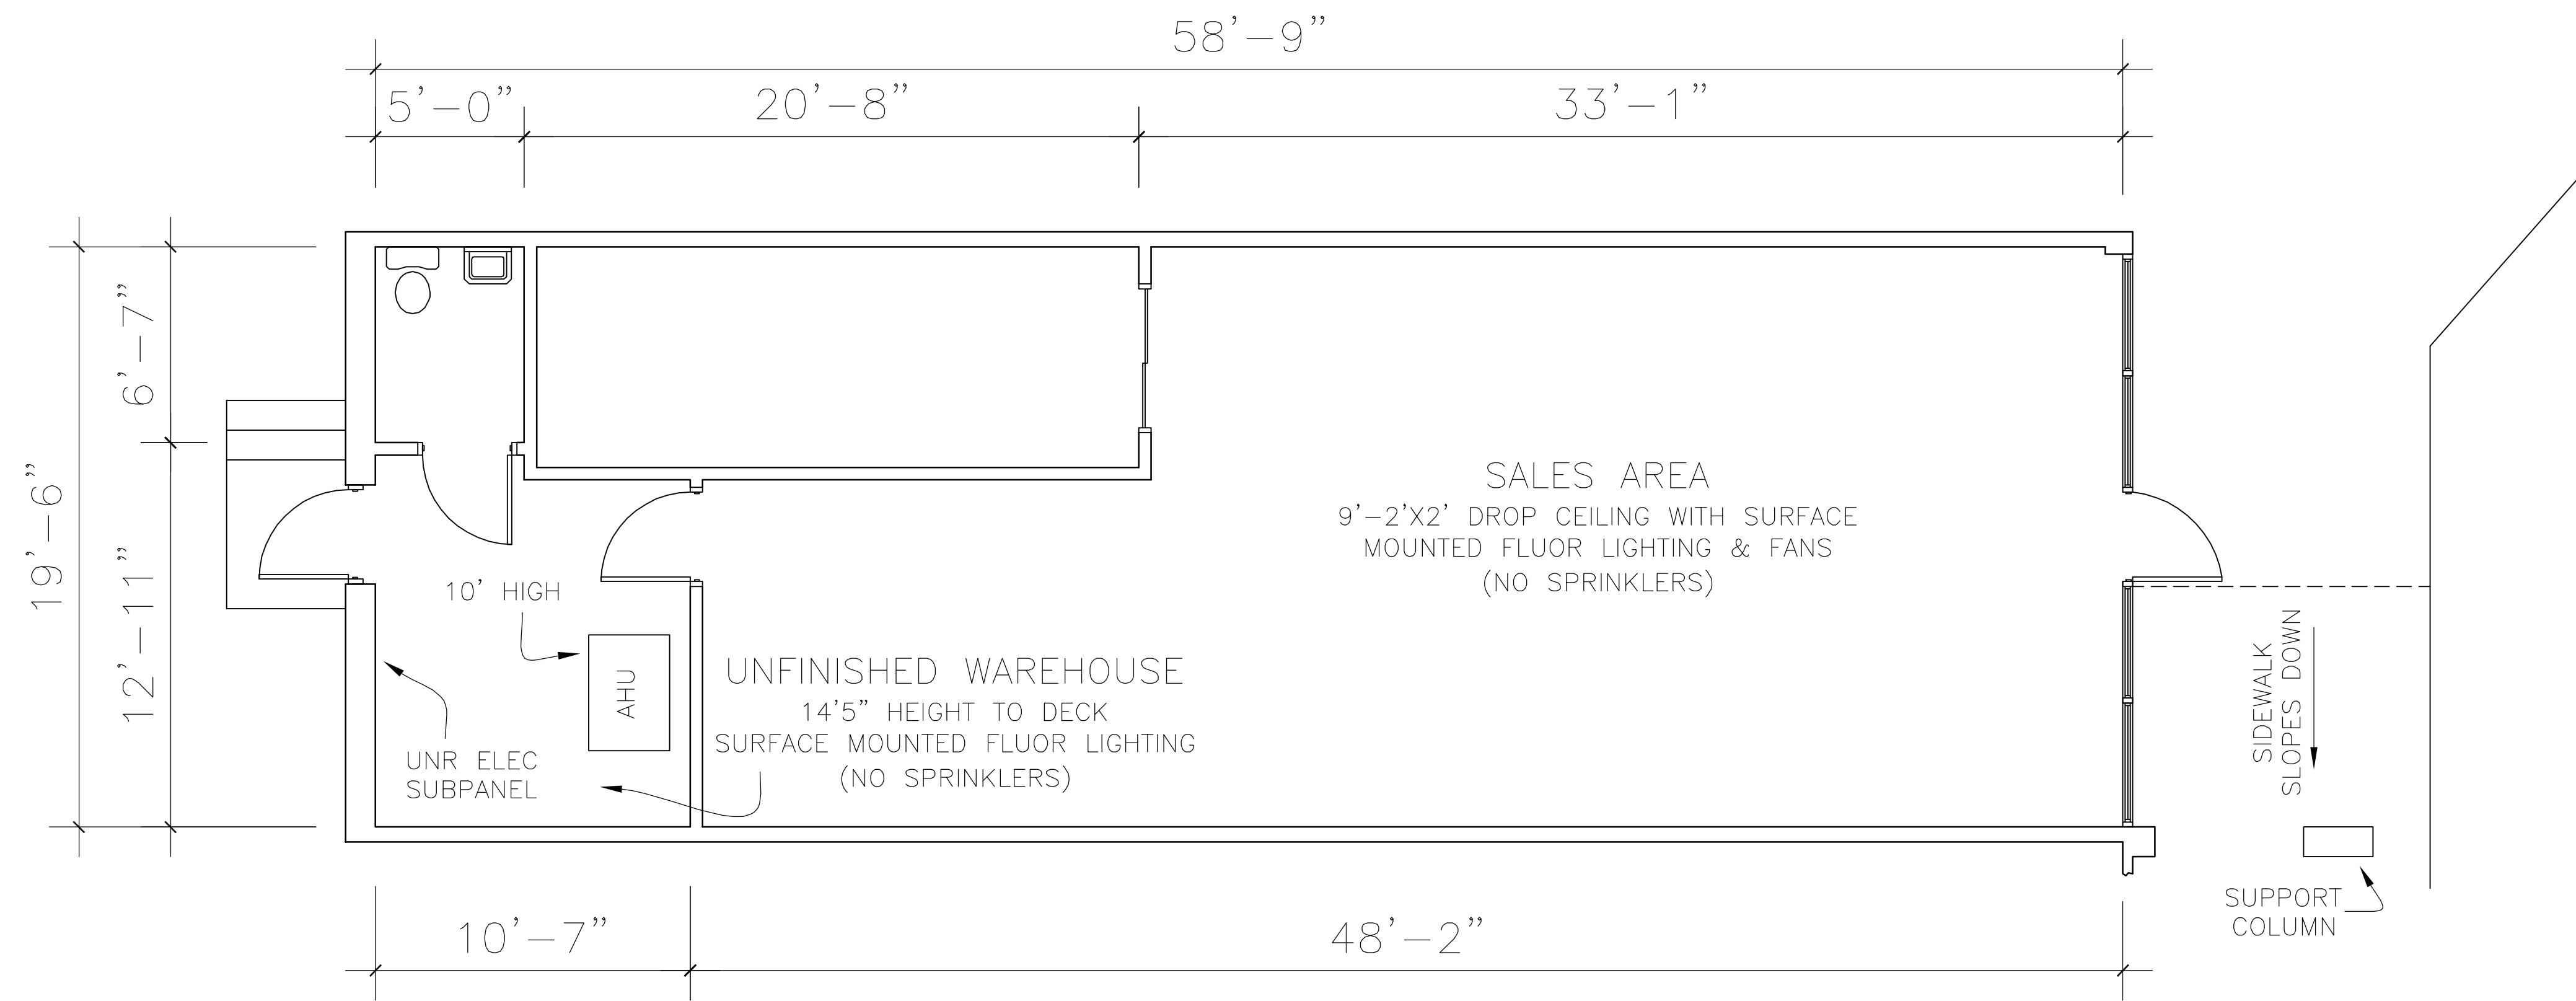 58'-9"
5'-0"
20'-8"
33'-1"
19'-6"
6'-7"
12'-11"
SALES AREA
9'-2'X2' DROP CEILING WITH SURFACE
MOUNTED FLUOR LIGHTING & FANS
(NO SPRINKLERS)
10' HIGH
AHU
UNFINISHED WAREHOUSE
14'5" HEIGHT TO DECK
SURFACE MOUNTED FLUOR LIGHTING
(NO SPRINKLERS)
UNR ELEC
SUBPANEL
SIDEWALK
SLOPES DOWN
SUPPORT
COLUMN
10'-7"
48'-2"